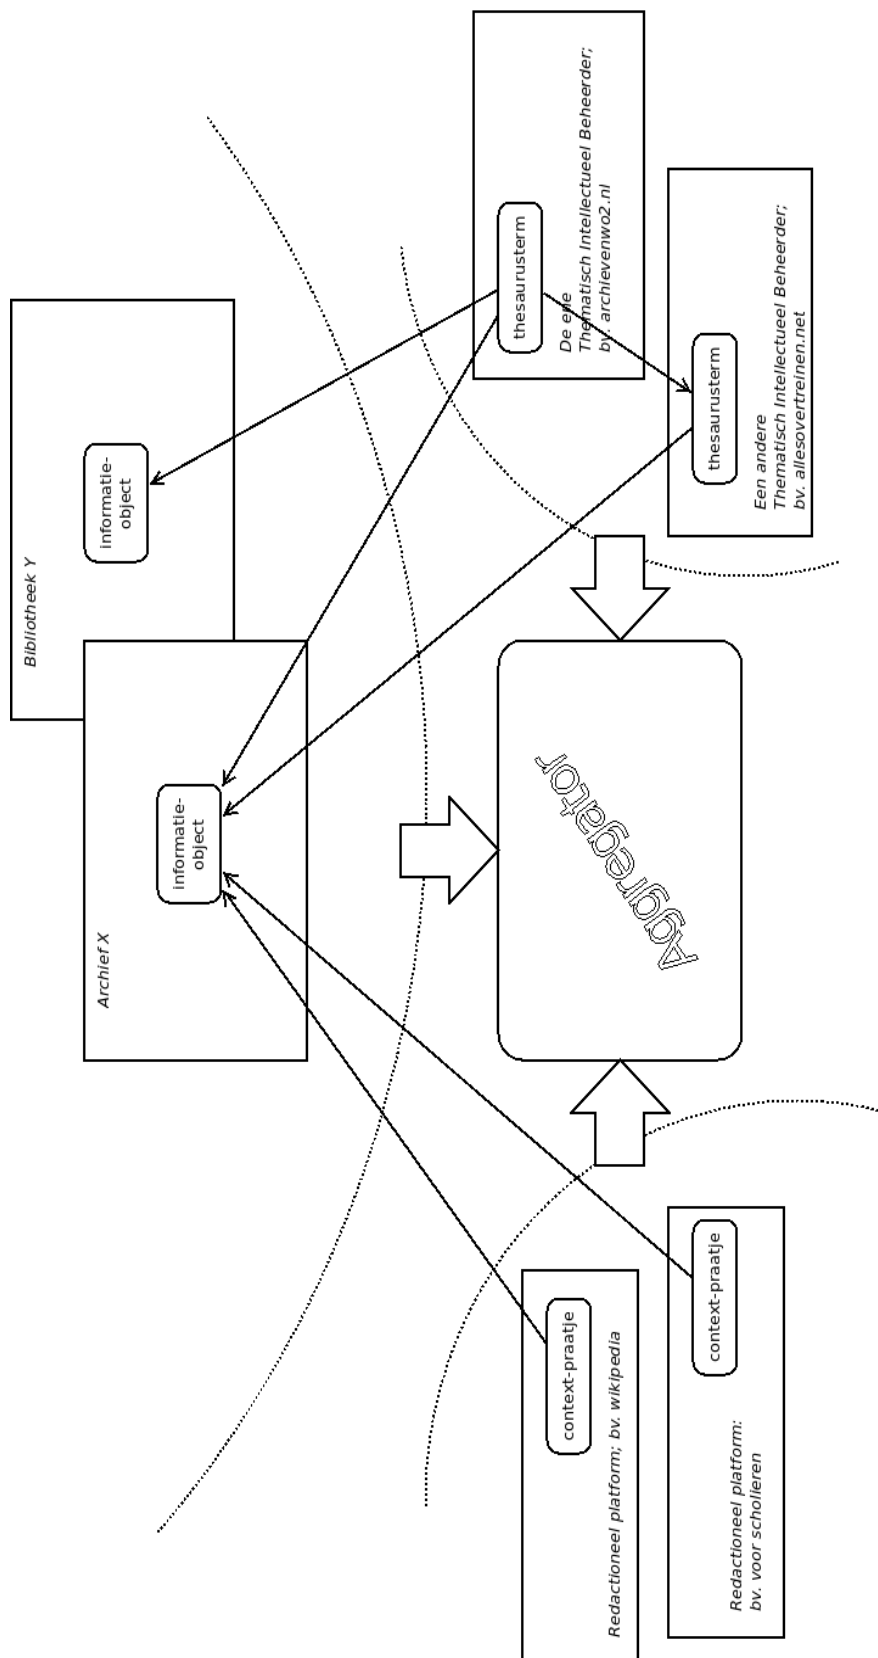 Bibliotheek Y
informatie-
object
Archief X
informatie-
object
Redactioneel platform; bv. wikipedia
context-praatje
Redactioneel platform:
bv. voor scholieren
context-praatje
Aggregator
thesaurusterm
De ene
Thematisch Intellectueel Beheerder;
bv. archievenwo2.nl
thesaurusterm
Een andere
Thematisch Intellectueel Beheerder;
bv. allesovertreinen.net